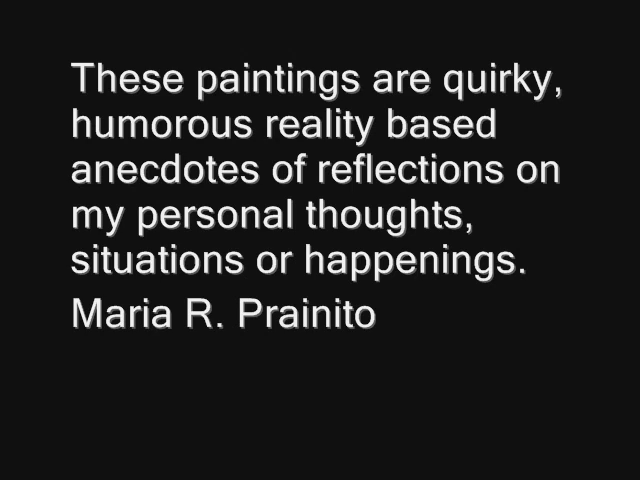 These paintings are quirky,
humorous reality based
anecdotes of reflections on
my personal thoughts,
situations or happenings.
Maria R. Prainito